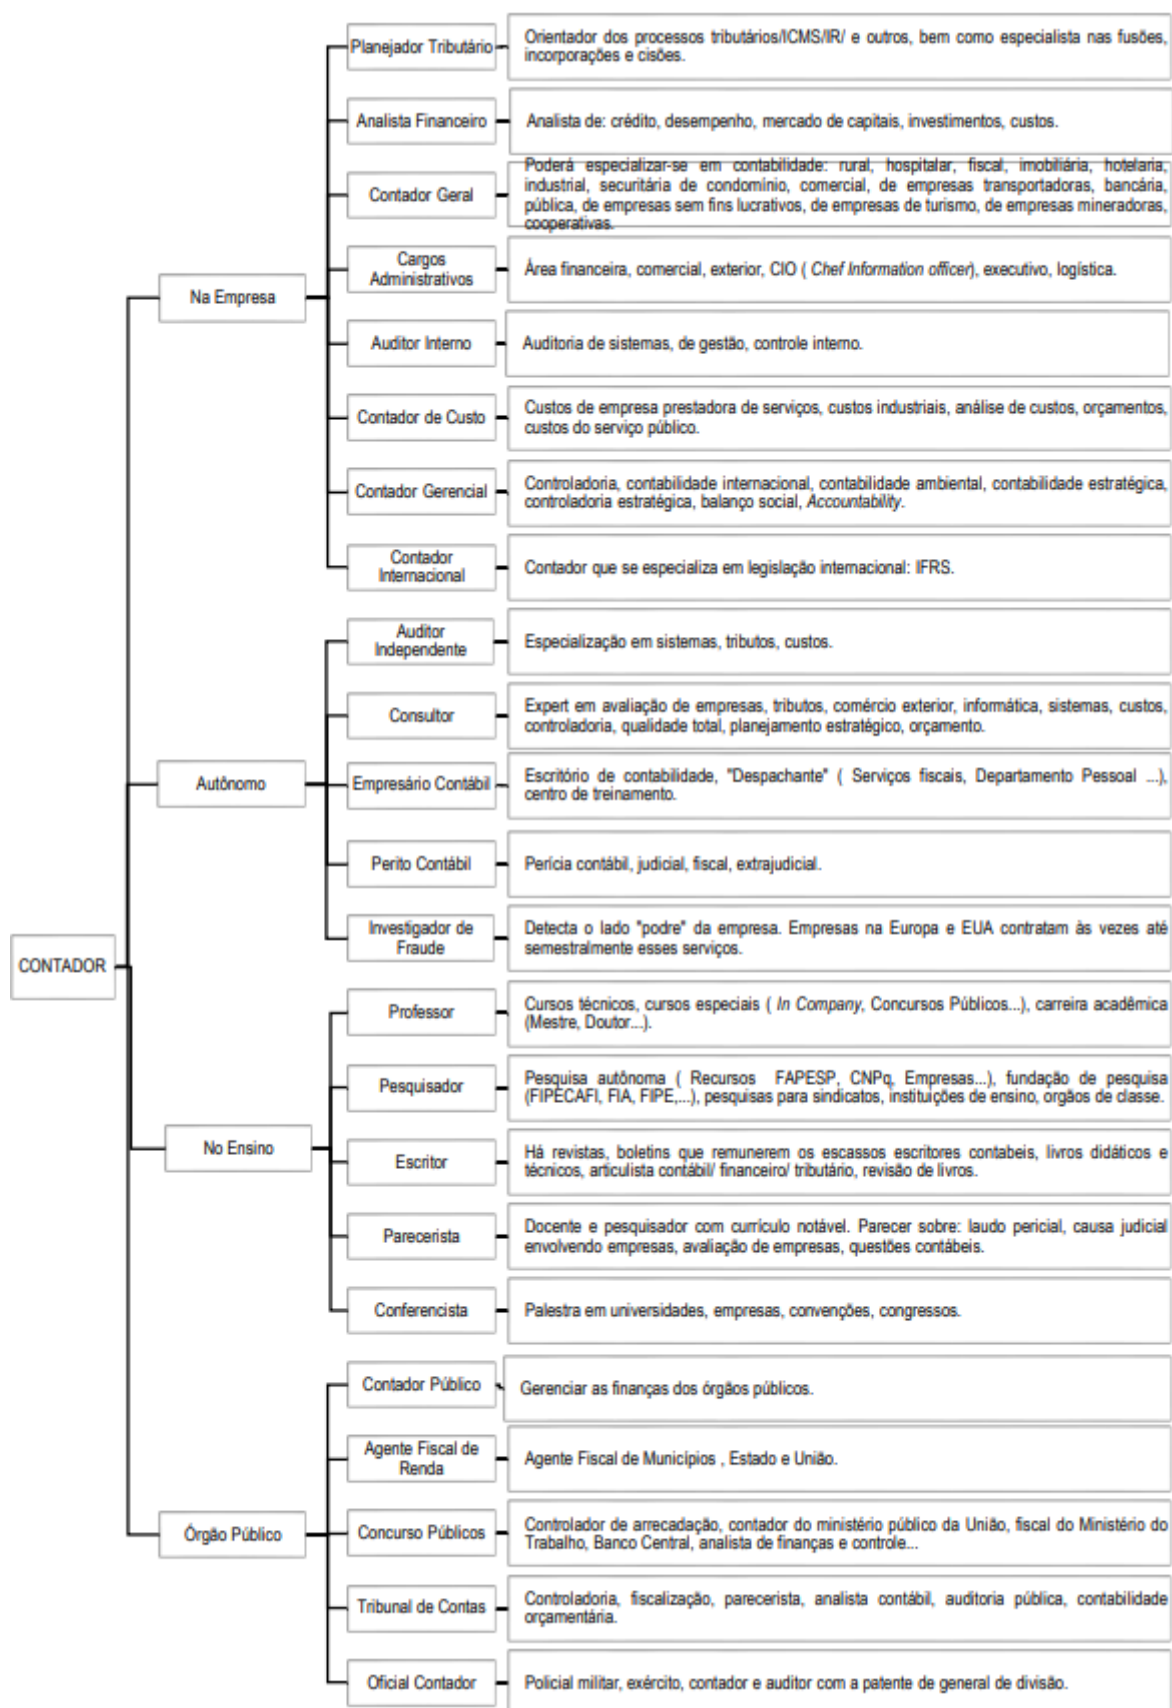 Planejador Tributário
Orientador dos processos tributários/ICMS/IR/ e outros, bem como especialista nas fusões,
incorporações e cisões.
Analista Financeiro
Analista de: crédito, desempenho, mercado de capitais, investimentos, custos.
Contador Geral
Poderá especializar-se em contabilidade: rural, hospitalar, fiscal, imobiliária, hotelaria,
industrial, securitária de condomínio, comercial, de empresas transportadoras, bancária,
pública, de empresas sem fins lucrativos, de empresas de turismo, de empresas mineradoras,
cooperativas.
Cargos
Administrativos
Área financeira, comercial, exterior, CIO ( Chef Information officer), executivo, logística.
Na Empresa
Auditor Interno
Auditoria de sistemas, de gestão, controle interno.
Contador de Custo
Custos de empresa prestadora de serviços, custos industriais, análise de custos, orçamentos,
custos do serviço público.
Contador Gerencial
Controladoria, contabilidade internacional, contabilidade ambiental, contabilidade estratégica,
controladoria estratégica, balanço social, Accountability.
Contador
Internacional
Contador que se especializa em legislação internacional: IFRS.
Auditor
Independente
Especialização em sistemas, tributos, custos.
Consultor
Expert em avaliação de empresas, tributos, comércio exterior, informática, sistemas, custos,
controladoria, qualidade total, planejamento estratégico, orçamento.
Autônomo
Empresário Contábil
Escritório de contabilidade, "Despachante" ( Serviços fiscais, Departamento Pessoal ...),
centro de treinamento.
Perito Contábil
Perícia contábil, judicial, fiscal, extrajudicial.
Investigador de
Fraude
Detecta o lado "podre" da empresa. Empresas na Europa e EUA contratam às vezes até
semestralmente esses serviços.
CONTADOR
Professor
Cursos técnicos, cursos especiais ( In Company, Concursos Públicos...), carreira acadêmica
(Mestre, Doutor...).
Pesquisador
Pesquisa autônoma ( Recursos FAPESP, CNPq, Empresas...), fundação de pesquisa
(FIPECAFI, FIA, FIPE,...), pesquisas para sindicatos, instituições de ensino, orgãos de classe.
No Ensino
Escritor
Há revistas, boletins que remunerem os escassos escritores contabeis, livros didáticos e
técnicos, articulista contábil/ financeiro/ tributário, revisão de livros.
Parecerista
Docente e pesquisador com currículo notável. Parecer sobre: laudo pericial, causa judicial
envolvendo empresas, avaliação de empresas, questões contábeis.
Conferencista
Palestra em universidades, empresas, convenções, congressos.
Contador Público
Gerenciar as finanças dos órgãos públicos.
Agente Fiscal de
Renda
Agente Fiscal de Municípios , Estado e União.
Órgão Público
Concurso Públicos
Controlador de arrecadação, contador do ministério público da União, fiscal do Ministério do
Trabalho, Banco Central, analista de finanças e controle...
Tribunal de Contas
Controladoria, fiscalização, parecerista, analista contábil, auditoria pública, contabilidade
orçamentária.
Oficial Contador
Policial militar, exército, contador e auditor com a patente de general de divisão.